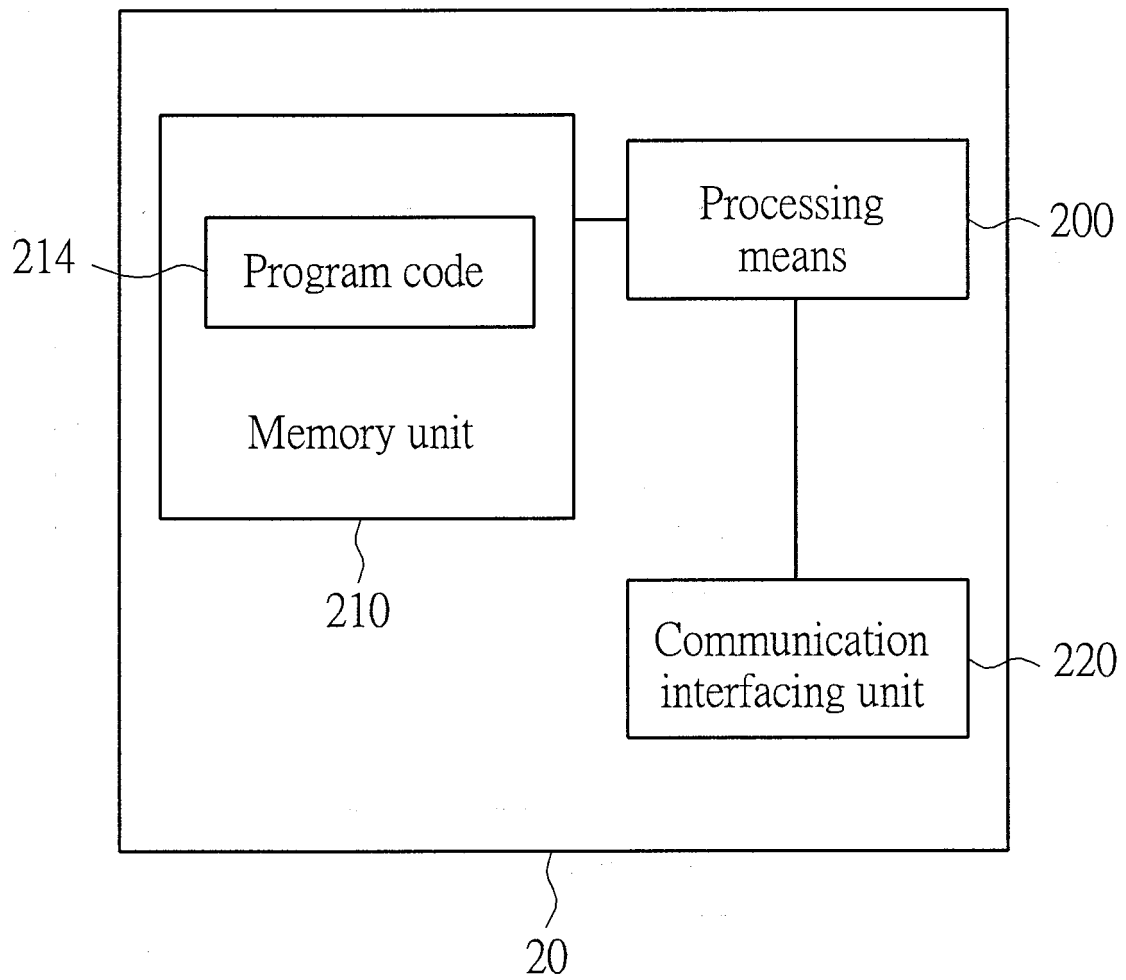 Processing
means
200
214
Program code
Memory unit
210
Communication
interfacing unit
220
20